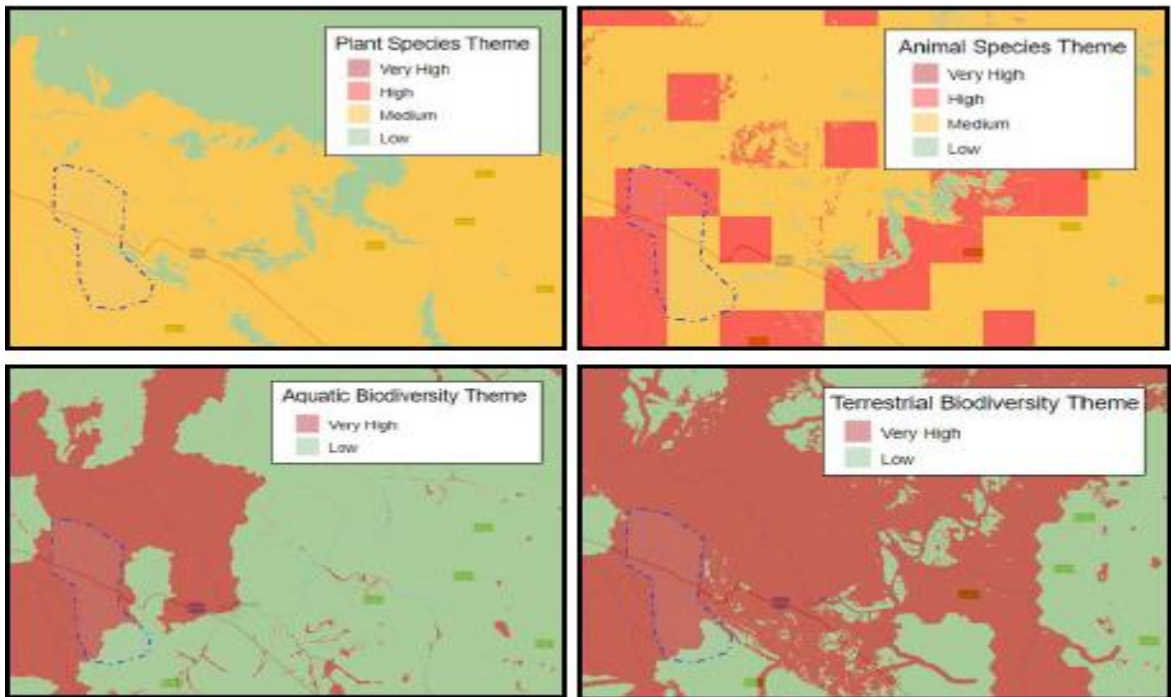 Plant Species Theme
Very High
High
Medium
Low
Animal Species Theme
Very High
High
Medium
Low
Aquatic Biodiversity Theme
Very High
Low
Terrestrial Biodiversity Theme
Very High
Low